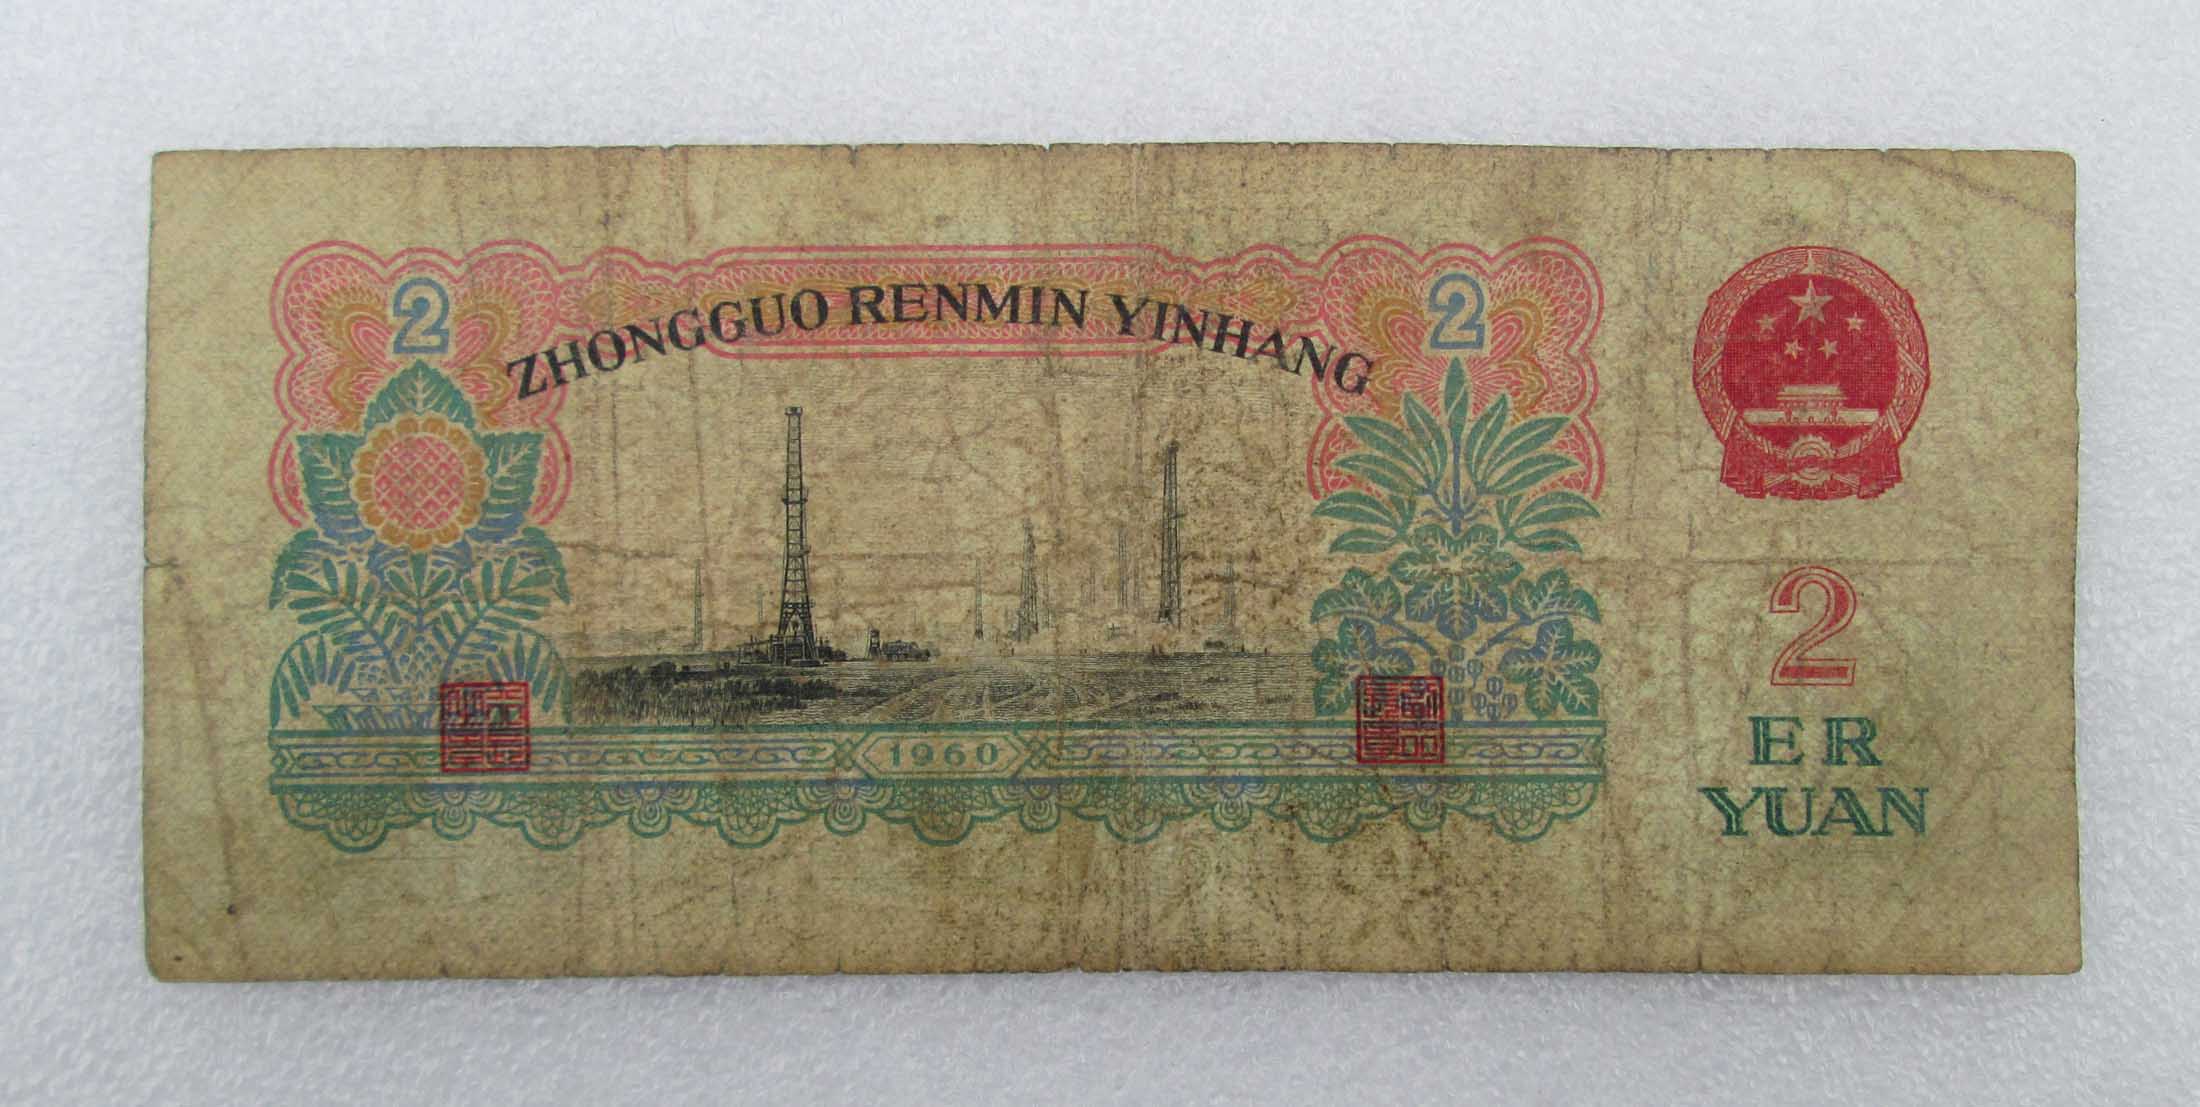 2
ZHONGGUO RENMIN YINHANG
2
1960
2
ER
YUAN